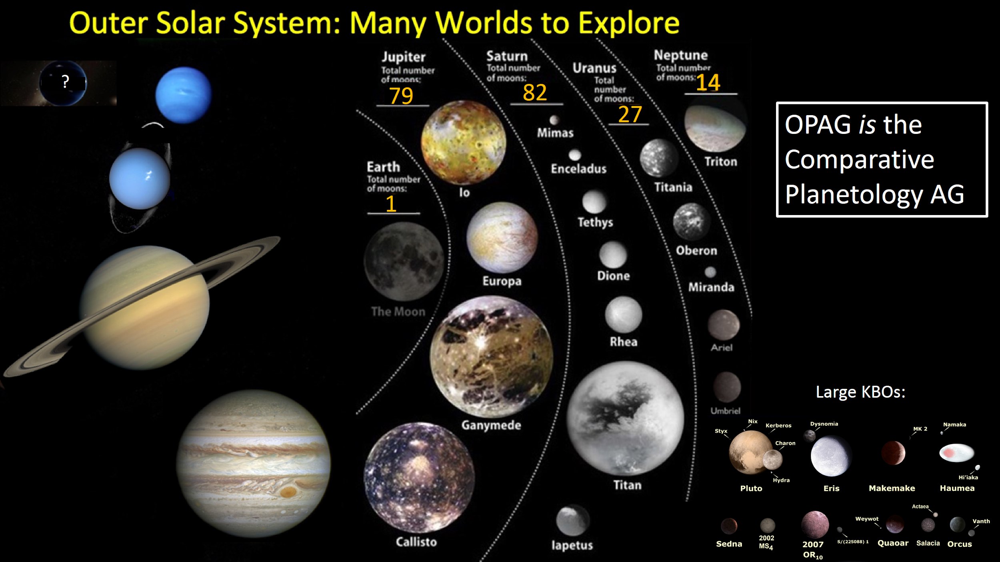 Outer Solar System: Many Worlds to Explore
?
Jupiter
Total number
of moons:
79
Saturn
Total number
of moons:
82
Uranus
Total
number
of moons:
27
Neptune
Total number
of moons:
14
Earth
Total number
of moons:
1
The Moon
Io
Europa
Ganymede
Callisto
Mimas
Enceladus
Tethys
Dione
Rhea
Titan
Iapetus
Titania
Oberon
Miranda
Ariel
Umbriel
Triton
OPAG is the
Comparative
Planetology AG
Large KBOs:
Styx
Nix
Kerberos
Charon
Hydra
Pluto
Dysnomia
Eris
MK 2
Makemake
Namaka
Hi'iaka
Haumea
Sedna
2002
MS4
2007
OR10
S/(225088) 1
Weywot
Quaoar
Actaea
Salacia
Vanth
Orcus